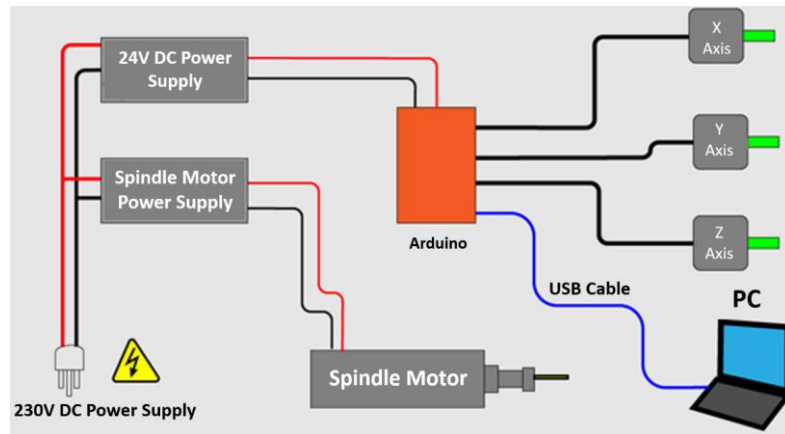 24V DC Power
Supply
Spindle Motor
Power Supply
X
Axis
Y
Axis
Z
Axis
Arduino
USB Cable
PC
Spindle Motor
230V DC Power Supply